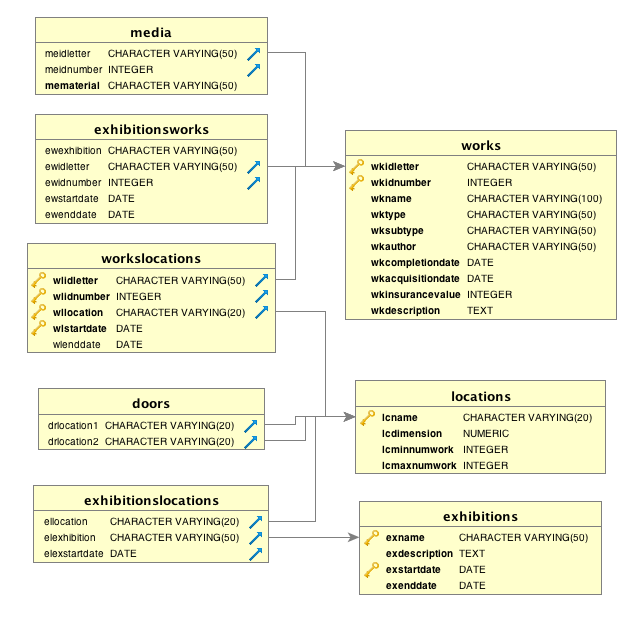 media
meidletter CHARACTER VARYING(50)
meidnumber INTEGER
mematerial CHARACTER VARYING(50)
exhibitionsworks
ewexhibition CHARACTER VARYING(50)
ewidletter CHARACTER VARYING(50)
ewidnumber INTEGER
ewstartdate DATE
ewenddate DATE
works
wkidletter CHARACTER VARYING(50)
wkidnumber INTEGER
wkname CHARACTER VARYING(100)
wktype CHARACTER VARYING(50)
wksubtype CHARACTER VARYING(50)
wkauthor CHARACTER VARYING(50)
wkcompletiondate DATE
wkacquisitiondate DATE
wkinsurancevalue INTEGER
wkdescription TEXT
workslocations
wlidletter CHARACTER VARYING(50)
wlidnumber INTEGER
wllocation CHARACTER VARYING(20)
wlstartdate DATE
wlenddate DATE
doors
drlocation1 CHARACTER VARYING(20)
drlocation2 CHARACTER VARYING(20)
locations
lcname CHARACTER VARYING(20)
lcdimension NUMERIC
lcminnumwork INTEGER
lcmaxnumwork INTEGER
exhibitionslocations
ellocation CHARACTER VARYING(20)
elexhibition CHARACTER VARYING(50)
elexstartdate DATE
exhibitions
exname CHARACTER VARYING(50)
exdescription TEXT
exstartdate DATE
exenddate DATE